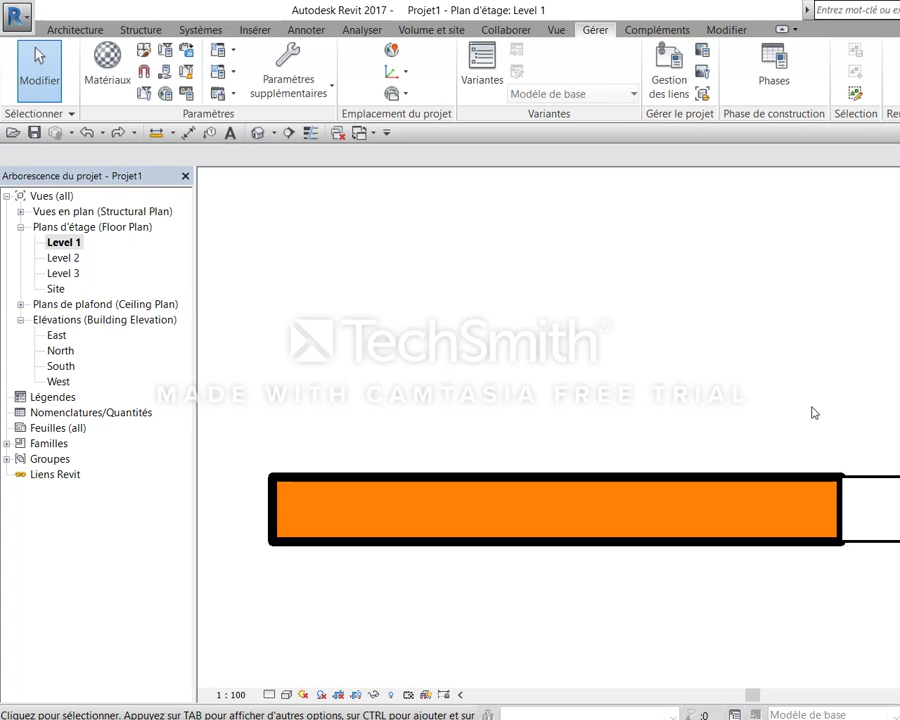 Autodesk Revit 2017 - Projet1 - Plan d'étage: Level 1
Entrez mot-clé ou
Architecture Structure Systèmes Insérer Annoter Analyser Volume et site Collaborer Vue Gérer Compléments Modifier
Modifier
Matériaux
Paramètres
supplémentaires
Variantes
Modèle de base
Gestion
des liens
Phases
Sélectionner Paramètres Emplacement du projet Variantes Gérer le projet Phase de construction Sélection
Arborescence du projet - Projet1
Vues (all)
Vues en plan (Structural Plan)
Plans d'étage (Floor Plan)
Level 1
Level 2
Level 3
Site
Plans de plafond (Ceiling Plan)
Elévations (Building Elevation)
East
North
South
West
Légendes
Nomenclatures/Quantités
Feuilles (all)
Familles
Groupes
Liens Revit
TechSmith®
MADE WITH CAMTASIA FREE TRIAL
1 : 100
Cliquez pour sélectionner. Appuyez sur TAB pour afficher d'autres options, sur CTRL pour ajouter et sur
:0
Modèle de base